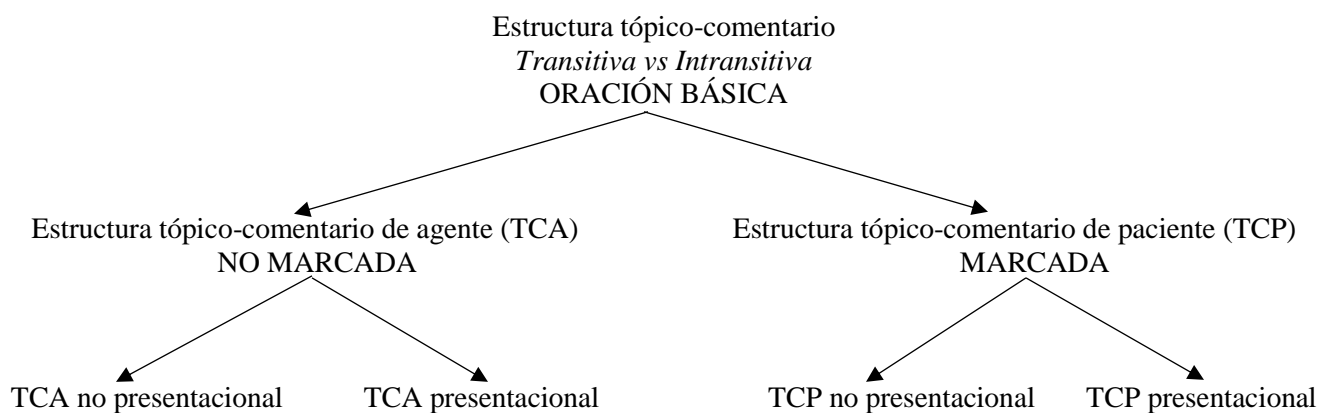 Estructura tópico-comentario
Transitiva vs Intransitiva
ORACIÓN BÁSICA
Estructura tópico-comentario de agente (TCA)
NO MARCADA
Estructura tópico-comentario de paciente (TCP)
MARCADA
TCA no presentacional
TCA presentacional
TCP no presentacional
TCP presentacional